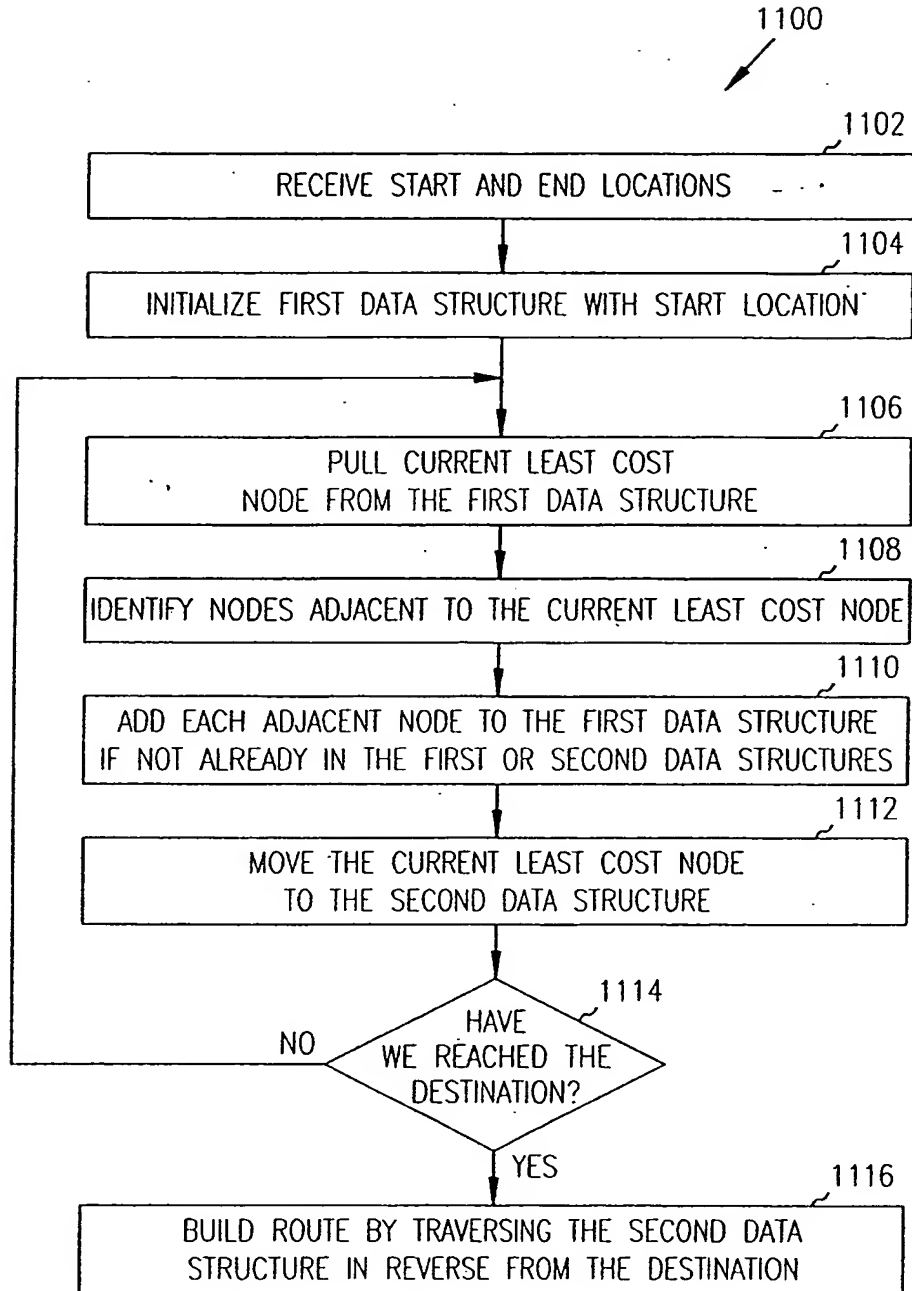 1100
1102
RECEIVE START AND END LOCATIONS
1104
INITIALIZE FIRST DATA STRUCTURE WITH START LOCATION
1106
PULL CURRENT LEAST COST
NODE FROM THE FIRST DATA STRUCTURE
1108
IDENTIFY NODES ADJACENT TO THE CURRENT LEAST COST NODE
1110
ADD EACH ADJACENT NODE TO THE FIRST DATA STRUCTURE
IF NOT ALREADY IN THE FIRST OR SECOND DATA STRUCTURES
1112
MOVE THE CURRENT LEAST COST NODE
TO THE SECOND DATA STRUCTURE
1114
HAVE
WE REACHED THE
DESTINATION?
NO
YES
1116
BUILD ROUTE BY TRAVERSING THE SECOND DATA
STRUCTURE IN REVERSE FROM THE DESTINATION